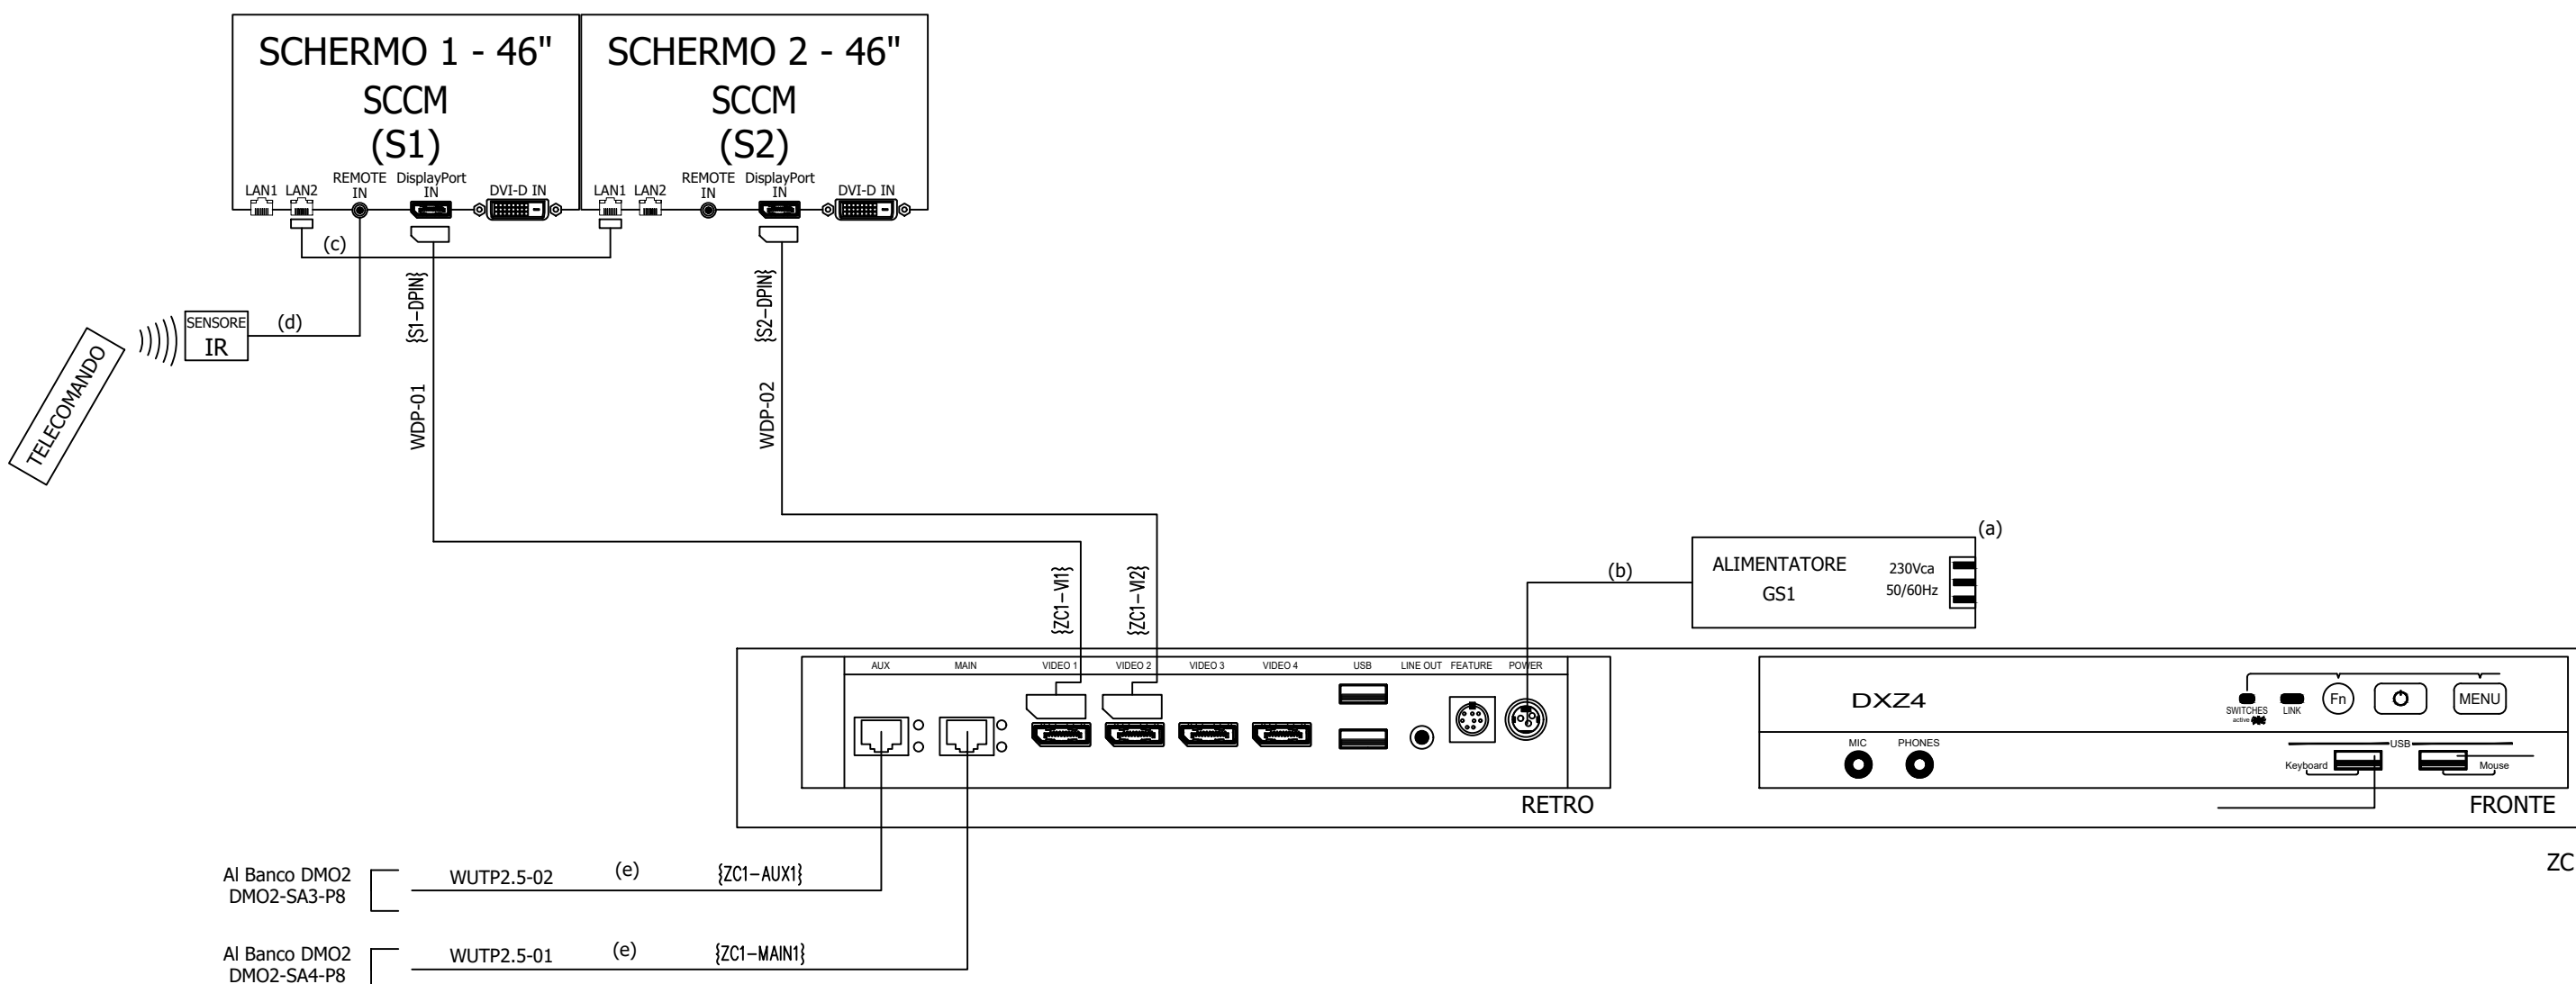 SCHERMO 1 - 46"
SCCM
(S1)
LAN1 LAN2 REMOTE IN DisplayPort IN DVI-D IN
SCHERMO 2 - 46"
SCCM
(S2)
LAN1 LAN2 REMOTE IN DisplayPort IN DVI-D IN
(c)
(d)
SENSORE
IR
TELECOMANDO
{S1-DPIN}
WDP-01
{S2-DPIN}
WDP-02
{ZC1-VI1}
{ZC1-VI2}
(a)
(b)
ALIMENTATORE
GS1
230Vca
50/60Hz
AUX MAIN VIDEO 1 VIDEO 2 VIDEO 3 VIDEO 4 USB LINE OUT FEATURE POWER
RETRO
DXZ4
SWITCHES
active
LINK
Fn
MENU
MIC PHONES
USB
Keyboard
Mouse
FRONTE
ZC
Al Banco DMO2
DMO2-SA3-P8
WUTP2.5-02 (e) {ZC1-AUX1}
Al Banco DMO2
DMO2-SA4-P8
WUTP2.5-01 (e) {ZC1-MAIN1}